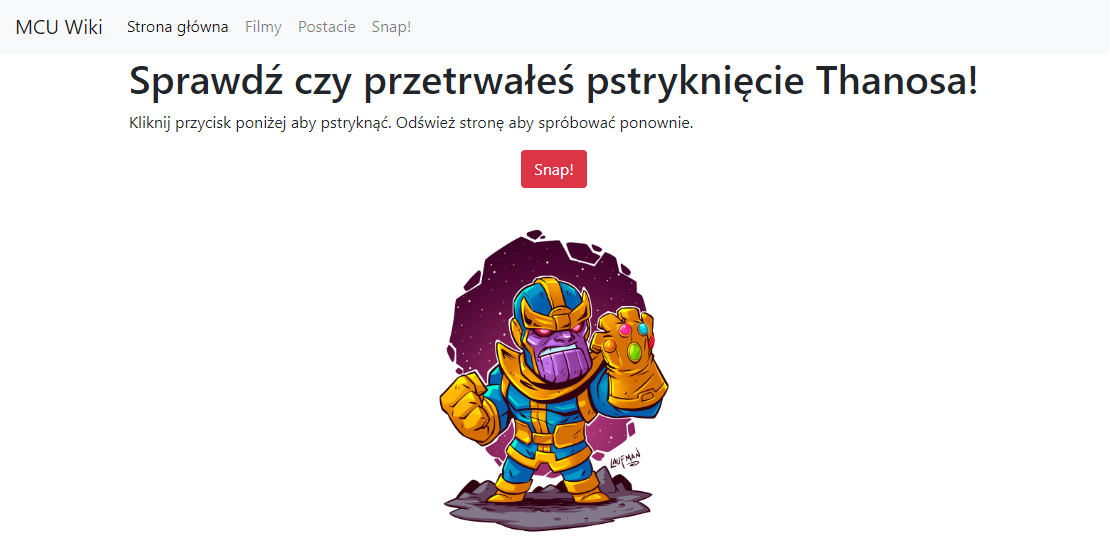 MCU Wiki Strona główna Filmy Postacie Snap!
Sprawdź czy przetrwałeś pstryknięcie Thanosa!
Kliknij przycisk poniżej aby pstryknąć. Odśwież stronę aby spróbować ponownie.
Snap!
LAUFMAN